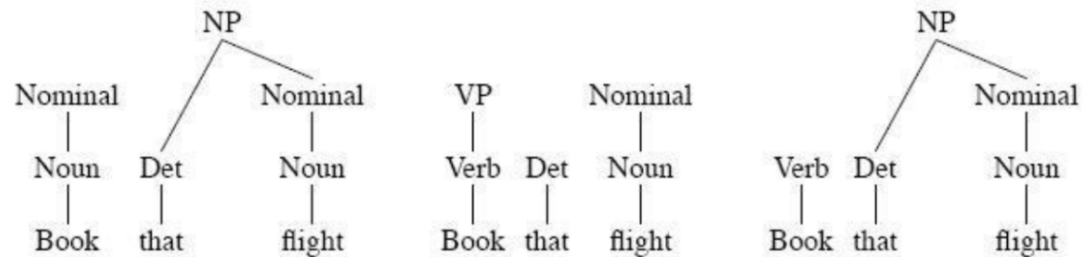 NP NP
Nominal Nominal VP Nominal Nominal
Noun Det Noun Verb Det Noun Verb Det Noun
Book that flight Book that flight Book that flight